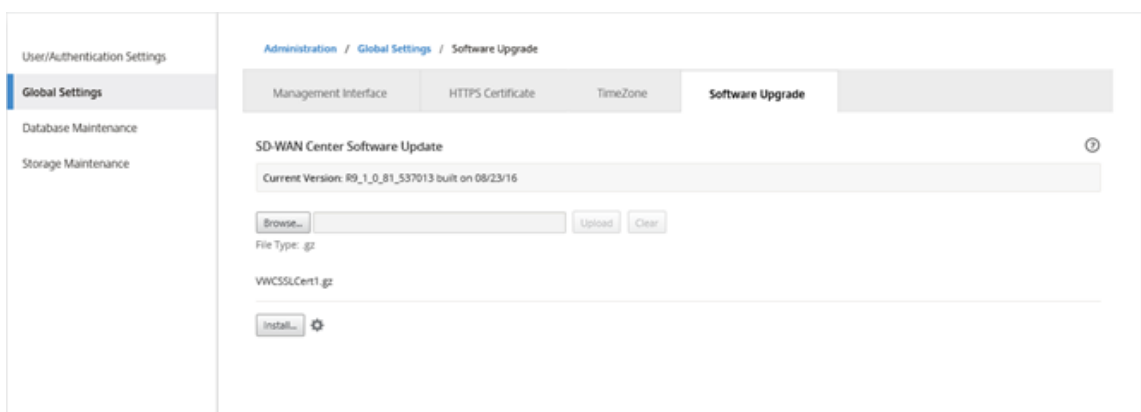 User/Authentication Settings
Global Settings
Database Maintenance
Storage Maintenance
Administration / Global Settings / Software Upgrade
Management Interface HTTPS Certificate TimeZone Software Upgrade
SD-WAN Center Software Update
Current Version: R9_1_0_81_537013 built on 08/23/16
Browse... Upload Clear
File Type: .gz
VWCSSLCert1.gz
Install...